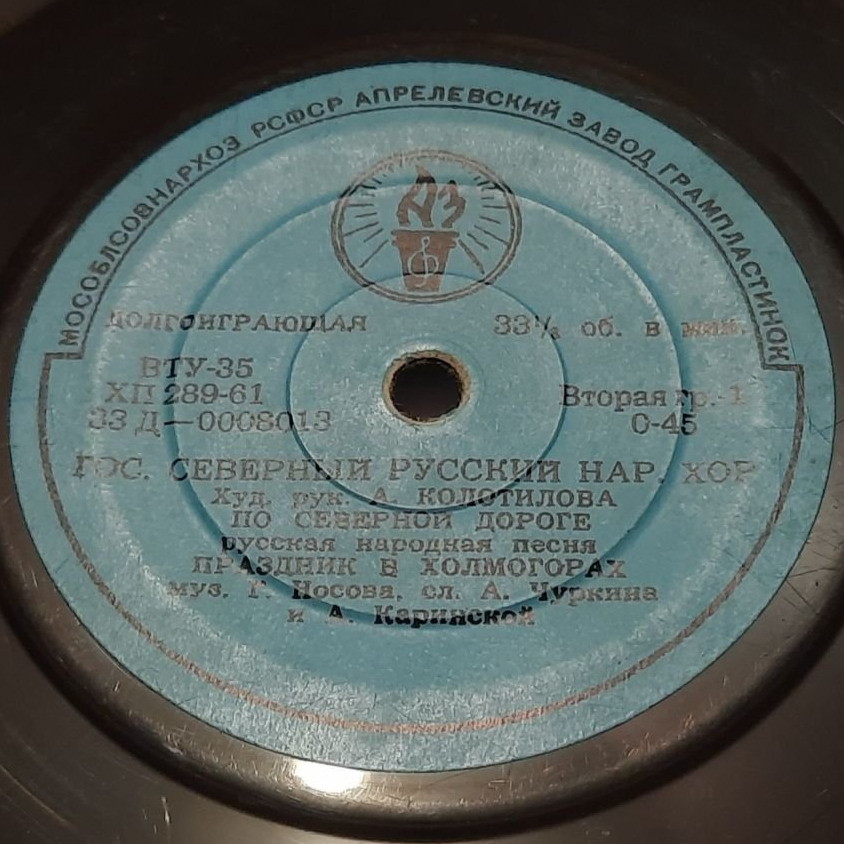 МОСОБЛСОВНАРХОЗ РСФСР АПРЕЛЕВСКИЙ ЗАВОД ГРАМПЛАСТИНОК
АЗ
ДОЛГОИГРАЮЩАЯ 33⅓ об. в мин.
ВТУ-35
ХП 289-61 Вторая гр.-1
33 Д—0008013 С-45
ГОС. СЕВЕРНЫЙ РУССКИЙ НАР. ХОР
Худ. рук. А. КОЛОТИЛОВА
ПО СЕВЕРНОЙ ДОРОГЕ
русская народная песня
ПРАЗДНИК В ХОЛМОГОРАХ
муз. Г. Носова, сл. А. Чуркина
и А. Каринской